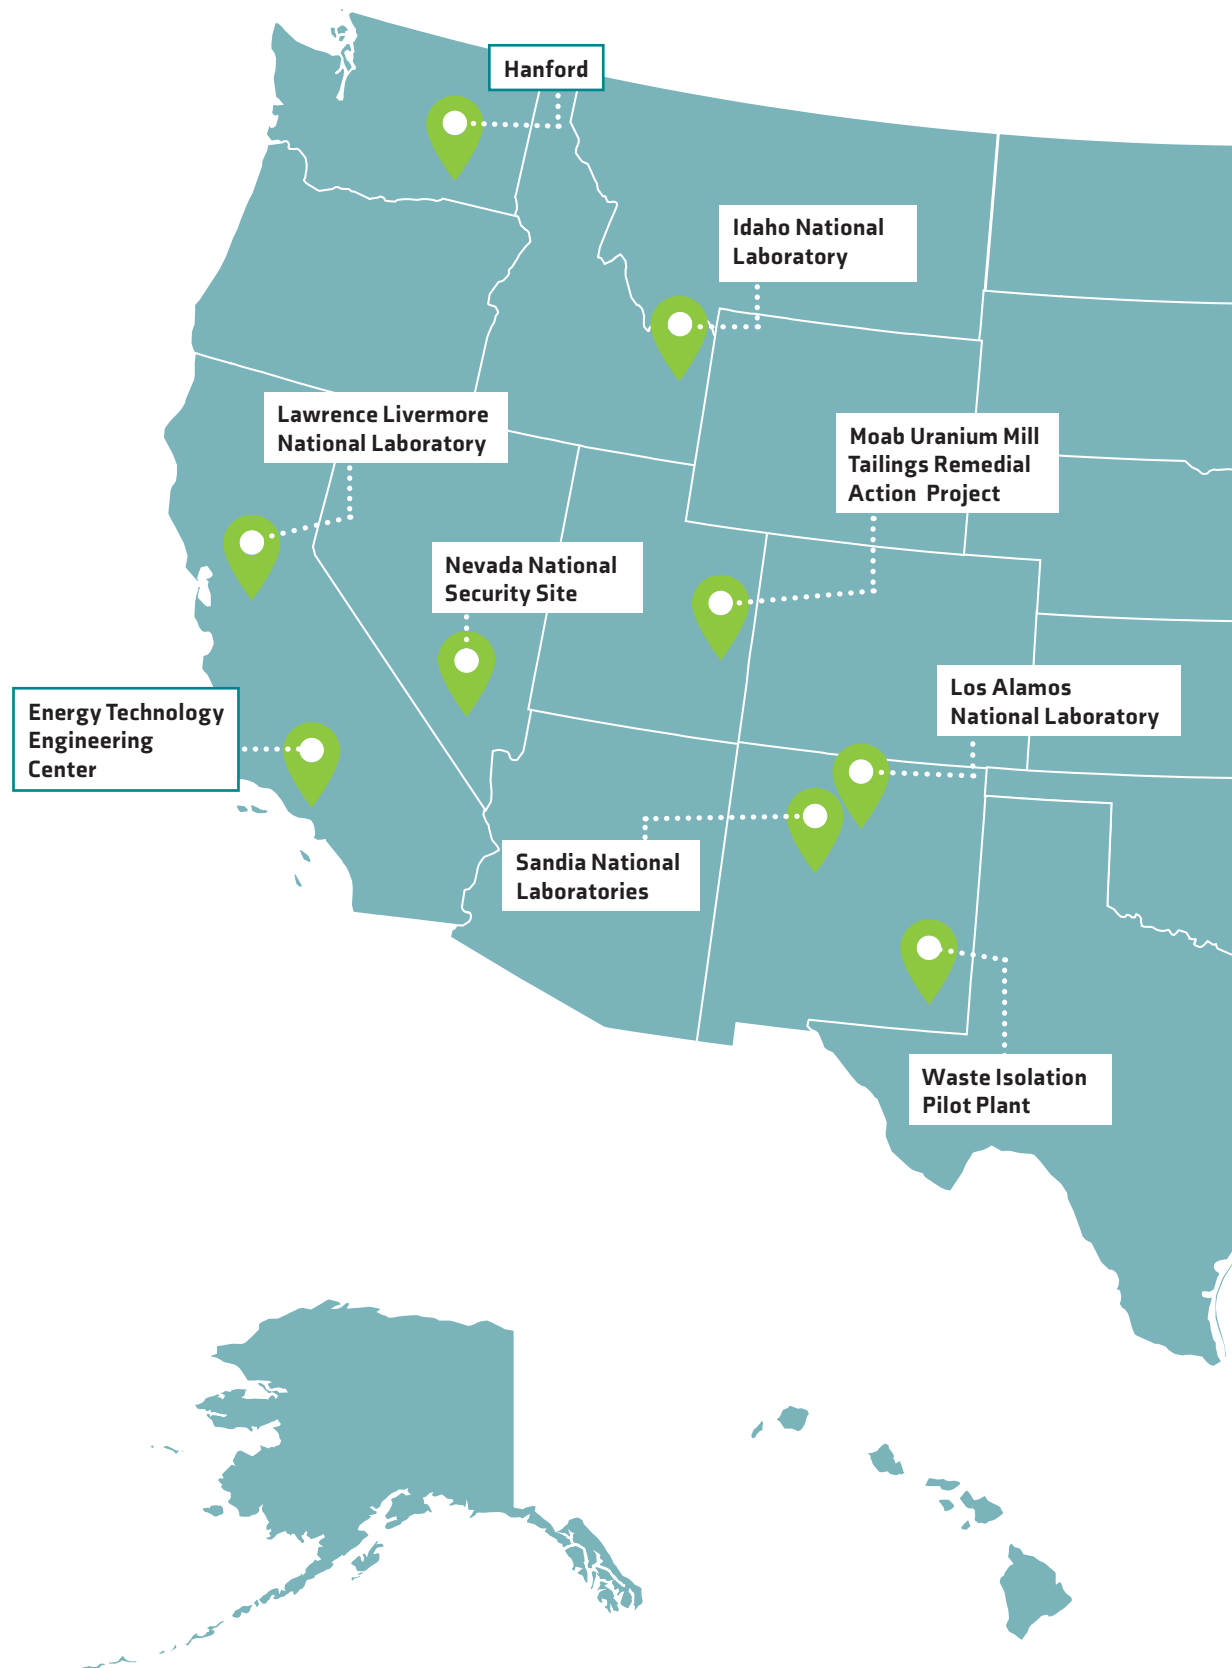 Hanford
Idaho National
Laboratory
Lawrence Livermore
National Laboratory
Moab Uranium Mill
Tailings Remedial
Action Project
Nevada National
Security Site
Los Alamos
National Laboratory
Energy Technology
Engineering
Center
Sandia National
Laboratories
Waste Isolation
Pilot Plant